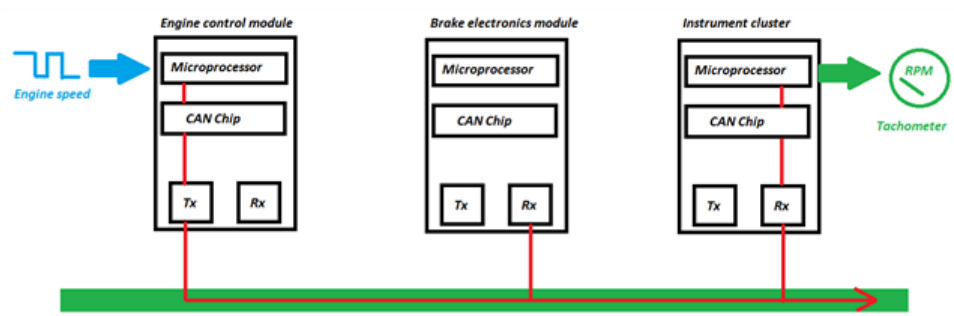 Engine control module
Brake electronics module
Instrument cluster
Engine speed
Microprocessor
CAN Chip
Tx
Rx
Microprocessor
CAN Chip
Tx
Rx
Microprocessor
CAN Chip
Tx
Rx
RPM
Tachometer